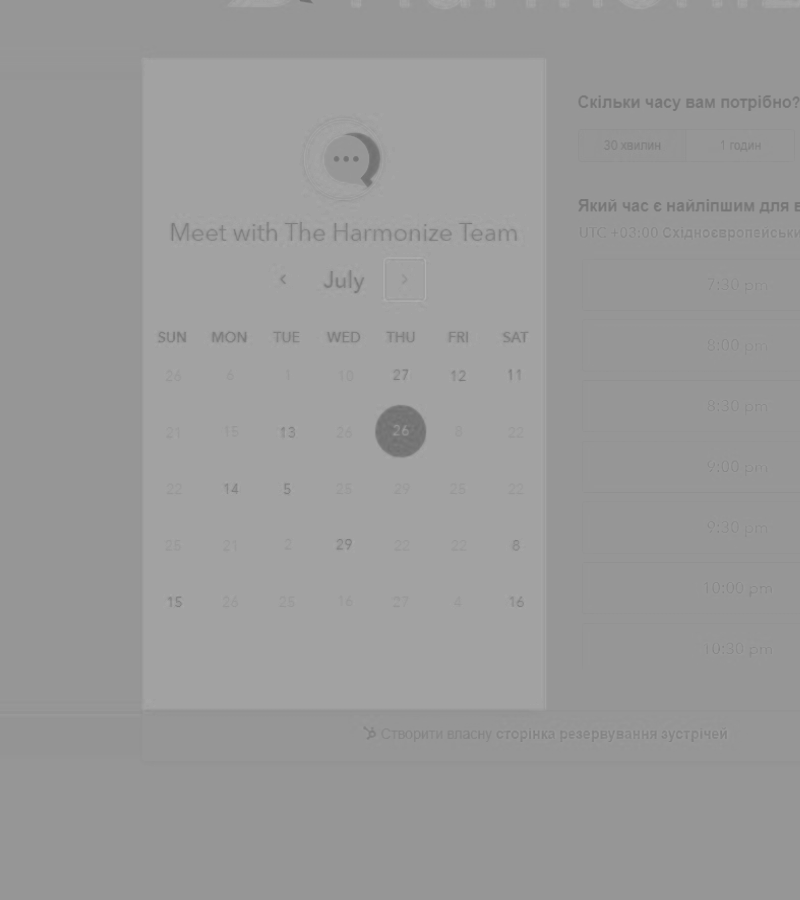 Meet with The Harmonize Team
July
SUN MON TUE WED THU FRI SAT
26 6 1 10 27 12 11
21 15 13 26 26 8 22
22 14 5 25 29 25 22
25 21 2 29 22 22 8
15 26 25 16 27 4 16
Скільки часу вам потрібно?
30 хвилин 1 годин
Який час є найліпшим для
UTC +03:00 Східноєвропейськи
7:30 pm
8:00 pm
8:30 pm
9:00 pm
9:30 pm
10:00 pm
10:30 pm
Створити власну сторінка резервування зустрічей